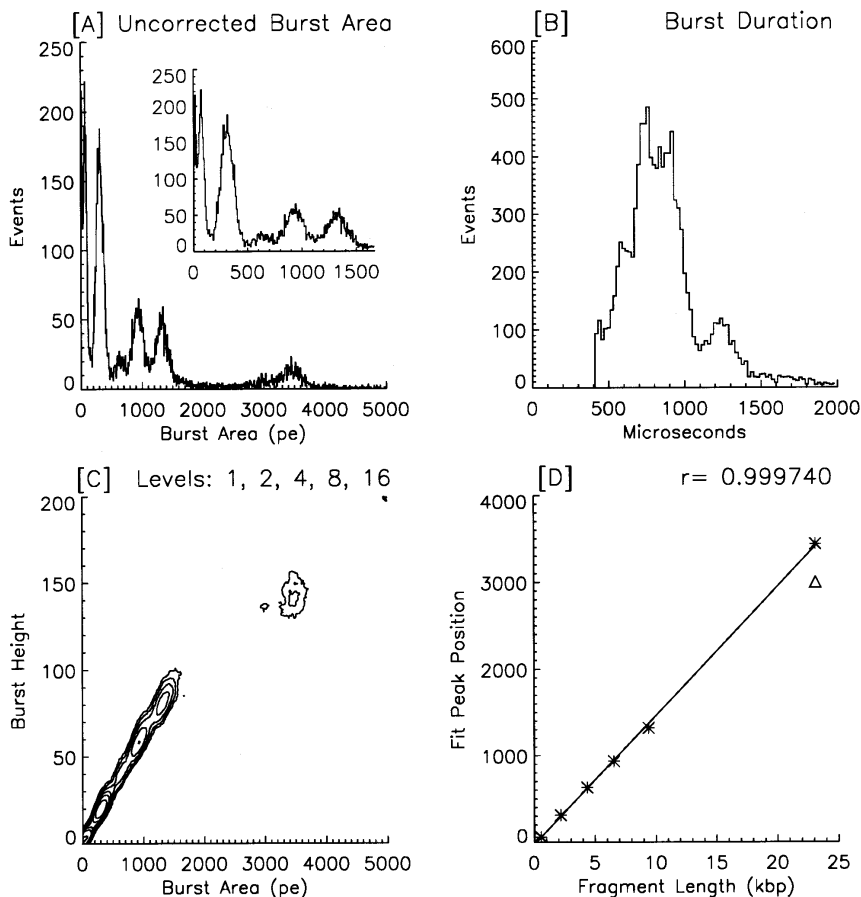 [A] Uncorrected Burst Area
250
200
150
100
50
0
Events
0 1000 2000 3000 4000 5000
Burst Area (pe)
250
200
150
100
50
0
0 500 1000 1500
[B] Burst Duration
600
500
400
300
200
100
0
Events
0 500 1000 1500 2000
Microseconds
[C] Levels: 1, 2, 4, 8, 16
200
150
100
50
0
Burst Height
0 1000 2000 3000 4000 5000
Burst Area (pe)
[D] r= 0.999740
4000
3000
2000
1000
0
Fit Peak Position
0 5 10 15 20 25
Fragment Length (kbp)